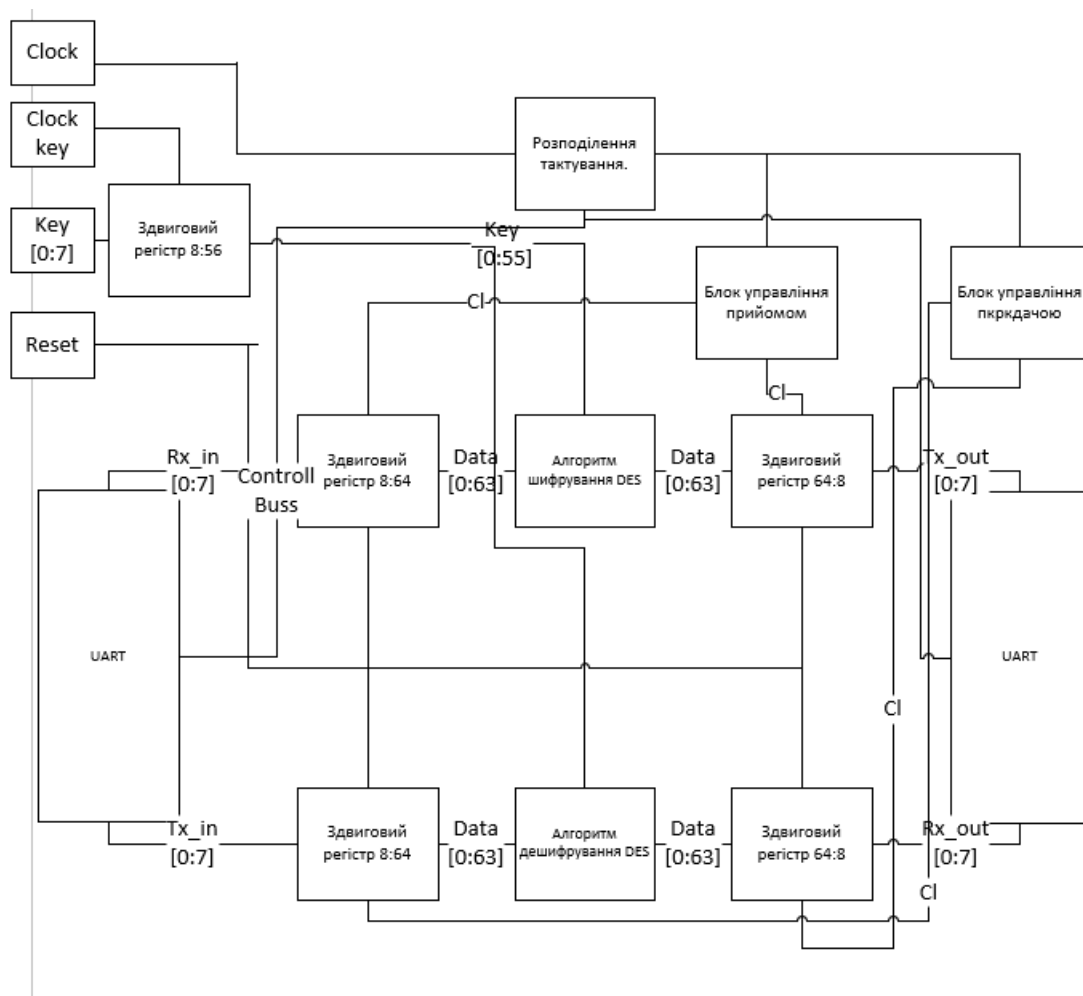 Clock
Clock
key
Розподілення
тактування.
Key
[0:7]
Здвиговий
регістр 8:56
Key
[0:55]
Блок управління
прийомом
Блок управління
пкркдачою
Cl
Reset
Cl
Rx_in
[0:7]
Controll
Buss
Здвиговий
регістр 8:64
Data
[0:63]
Алгоритм
шифрування DES
Data
[0:63]
Здвиговий
регістр 64:8
Tx_out
[0:7]
UART
UART
Cl
Tx_in
[0:7]
Здвиговий
регістр 8:64
Data
[0:63]
Алгоритм
дешифрування DES
Data
[0:63]
Здвиговий
регістр 64:8
Rx_out
[0:7]
Cl